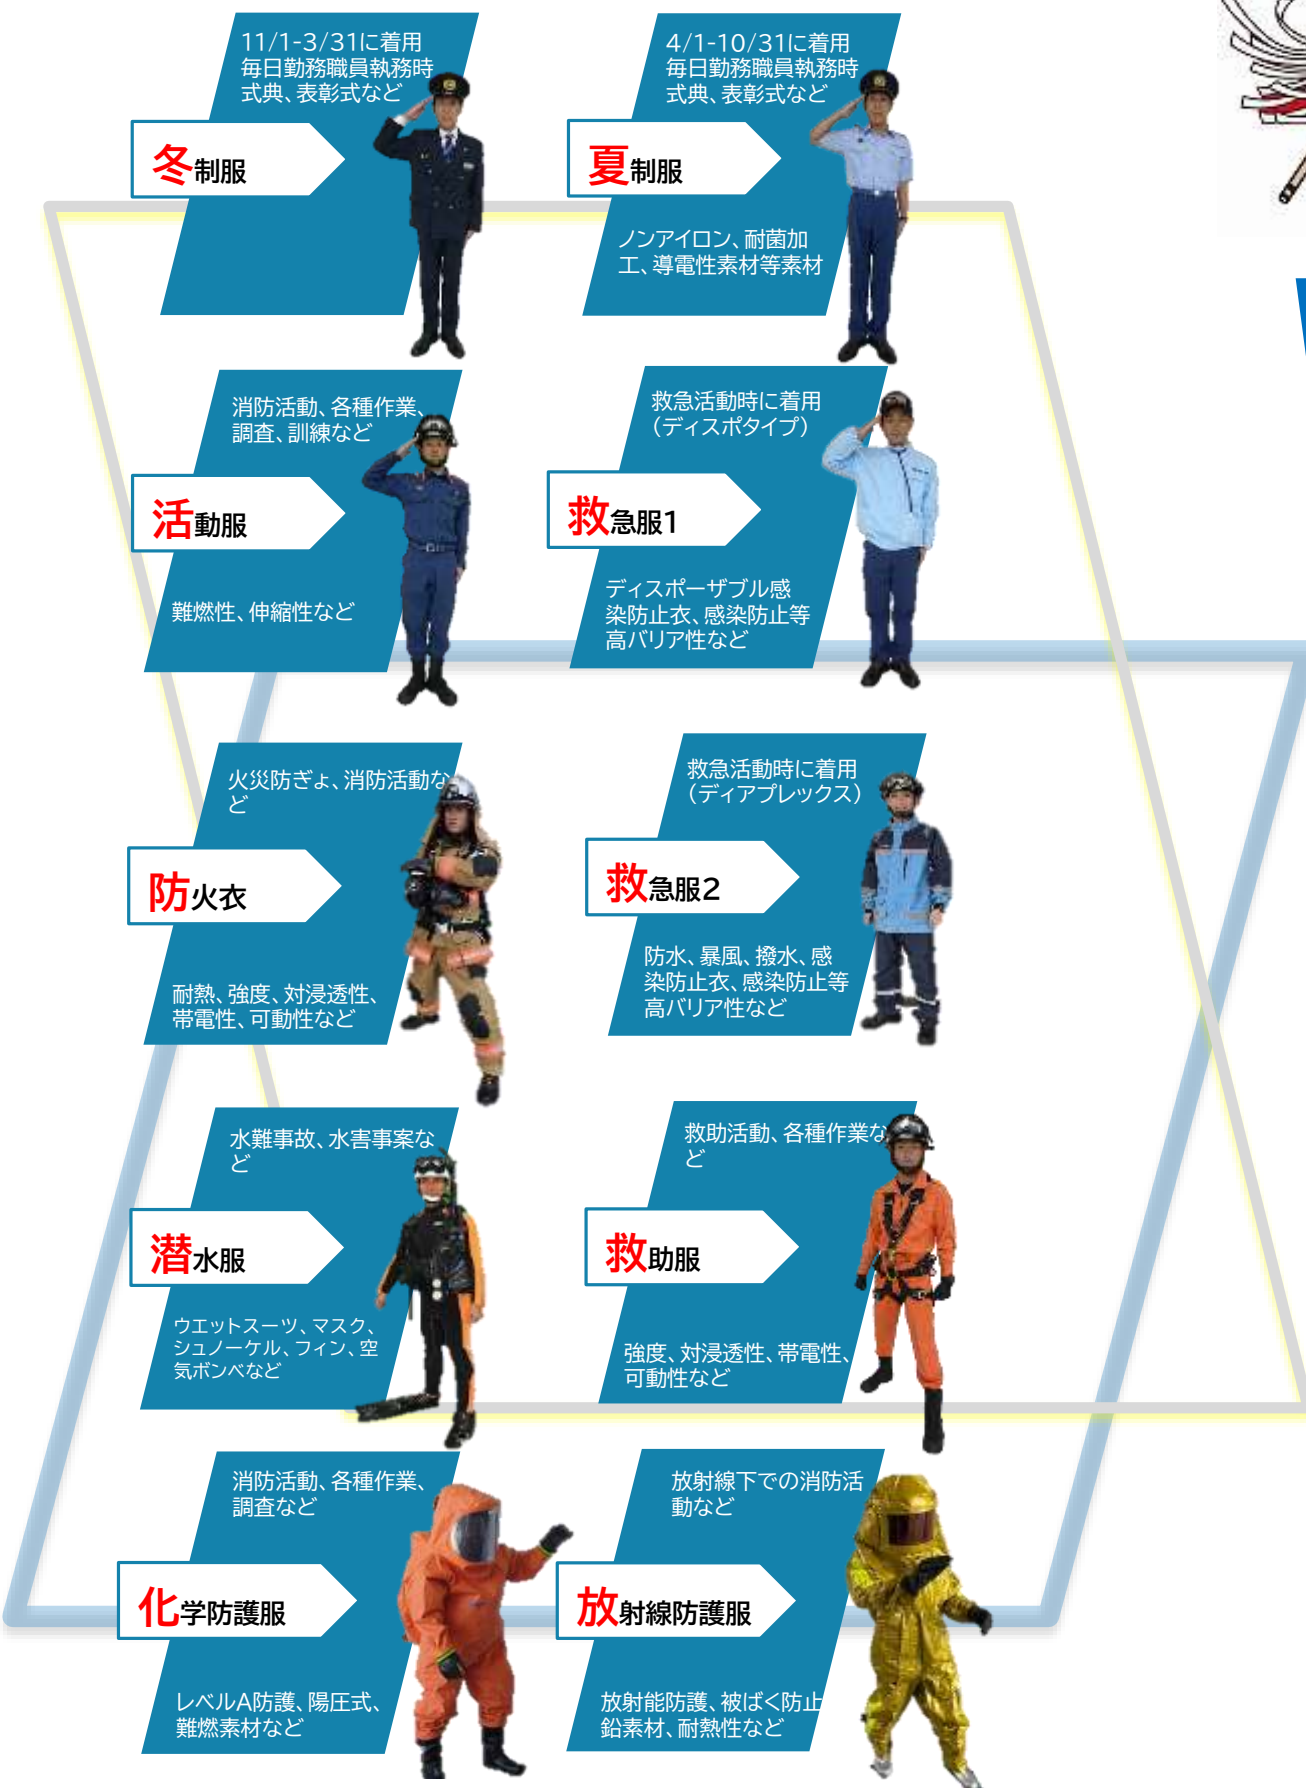 11/1-3/31に着用
毎日勤務職員執務時
式典、表彰式など
冬制服
4/1-10/31に着用
毎日勤務職員執務時
式典、表彰式など
夏制服
ノンアイロン、耐菌加
工、導電性素材等素材
消防活動、各種作業、
調査、訓練など
活動服
難燃性、伸縮性など
救急活動時に着用
（ディスポタイプ）
救急服1
ディスポーザブル感
染防止衣、感染防止等
高バリア性など
火災防ぎょ、消防活動な
ど
防火衣
耐熱、強度、対浸透性、
帯電性、可動性など
救急活動時に着用
（ディアプレックス）
救急服2
防水、暴風、撥水、感
染防止衣、感染防止等
高バリア性など
水難事故、水害事案な
ど
潜水服
ウエットスーツ、マスク、
シュノーケル、フィン、空
気ボンベなど
救助活動、各種作業な
ど
救助服
強度、対浸透性、帯電性、
可動性など
消防活動、各種作業、
調査など
化学防護服
レベルA防護、陽圧式、
難燃素材など
放射線下での消防活
動など
放射線防護服
放射能防護、被ばく防止
鉛素材、耐熱性など